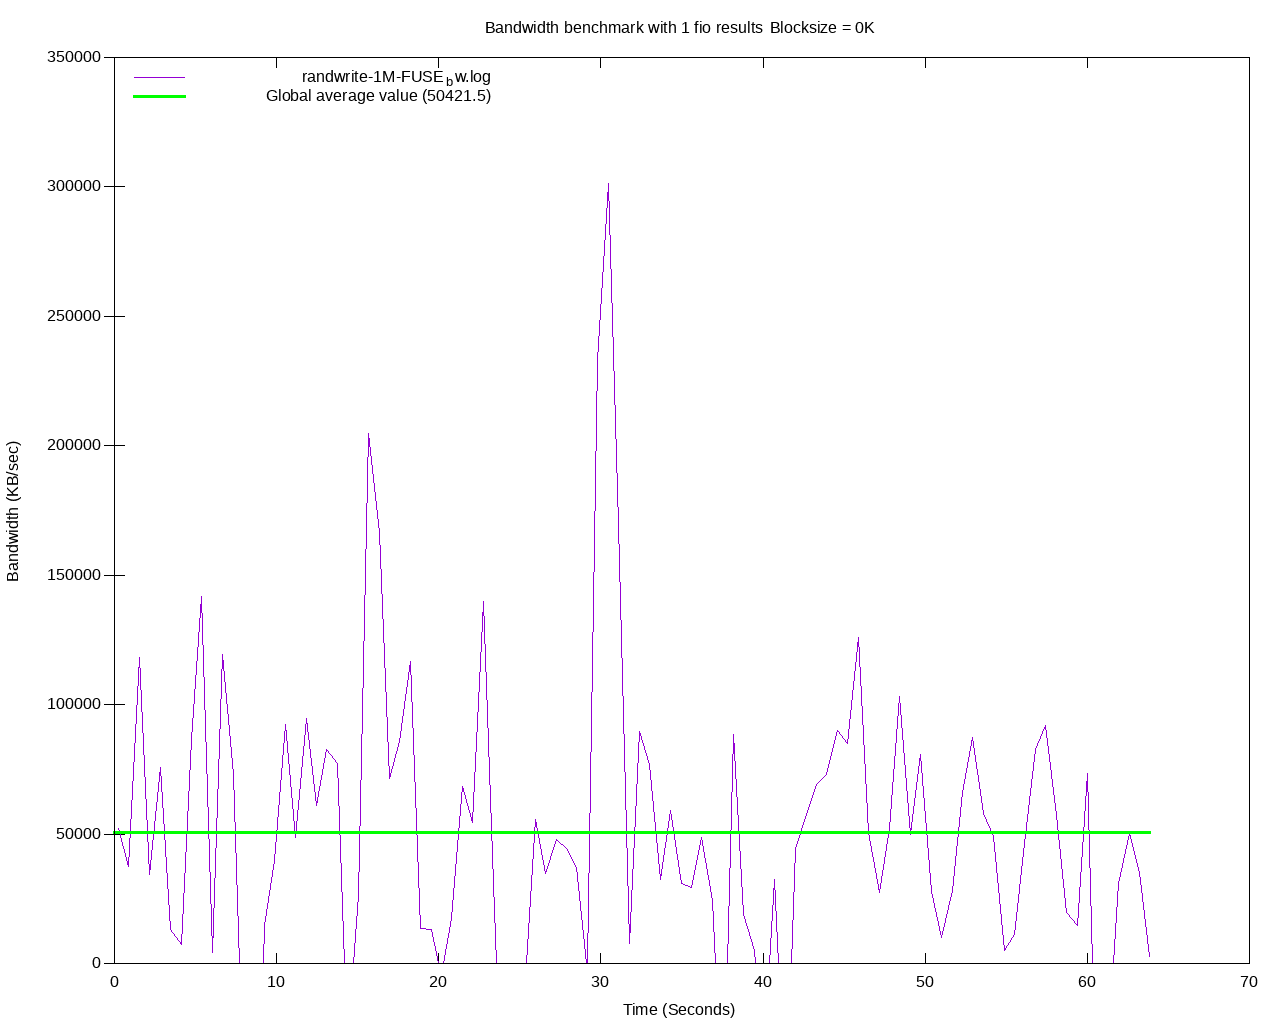 Bandwidth benchmark with 1 fio results Blocksize = 0K
350000
300000
250000
200000
150000
100000
50000
0
randwrite-1M-FUSE_bw.log
Global average value (50421.5)
Bandwidth (KB/sec)
0 10 20 30 40 50 60 70
Time (Seconds)